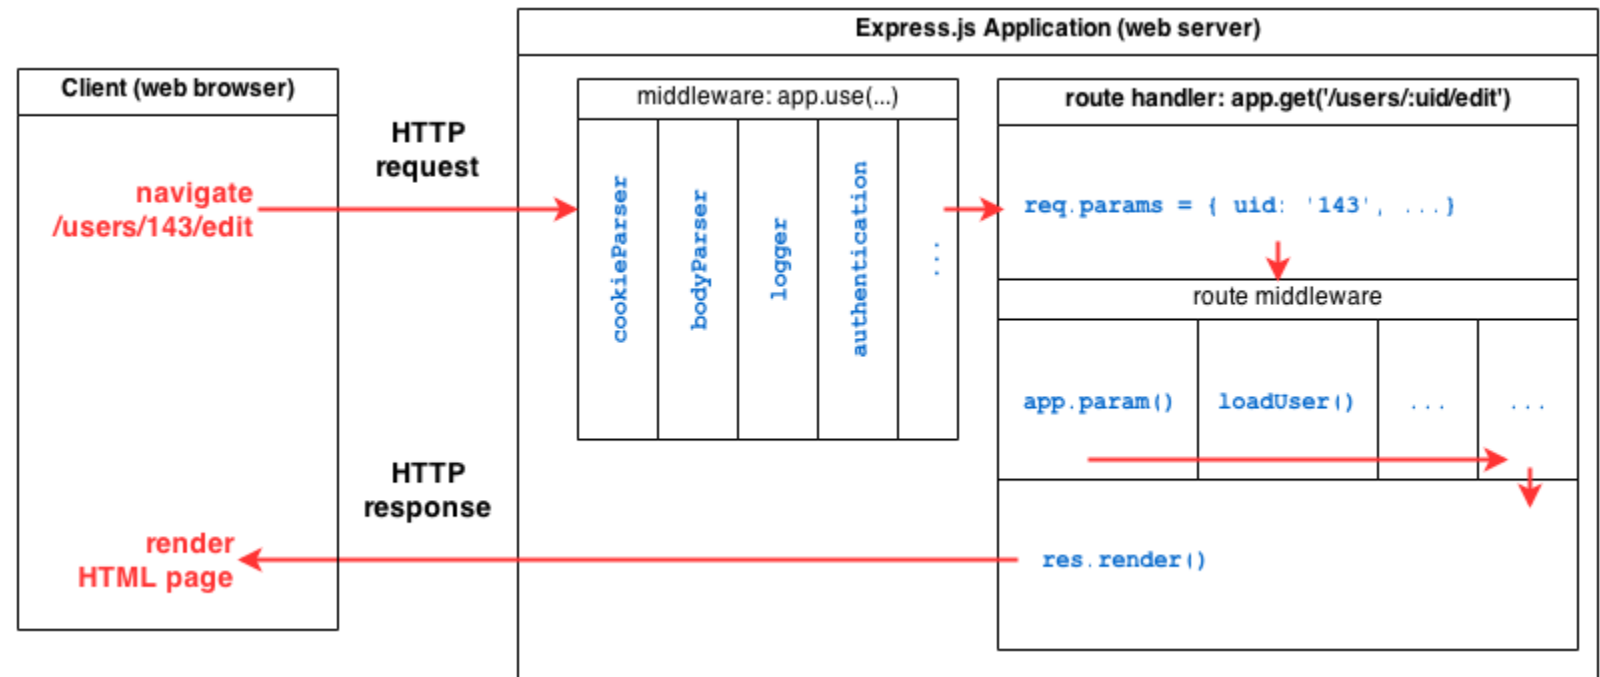 Express.js Application (web server)
Client (web browser)
middleware: app.use(...)
route handler: app.get('/users/:uid/edit')
HTTP
request
navigate
/users/143/edit
cookieParser
bodyParser
logger
authentication
...
req.params = { uid: '143', ...}
route middleware
app.param()
loadUser()
...
...
HTTP
response
render
HTML page
res.render()